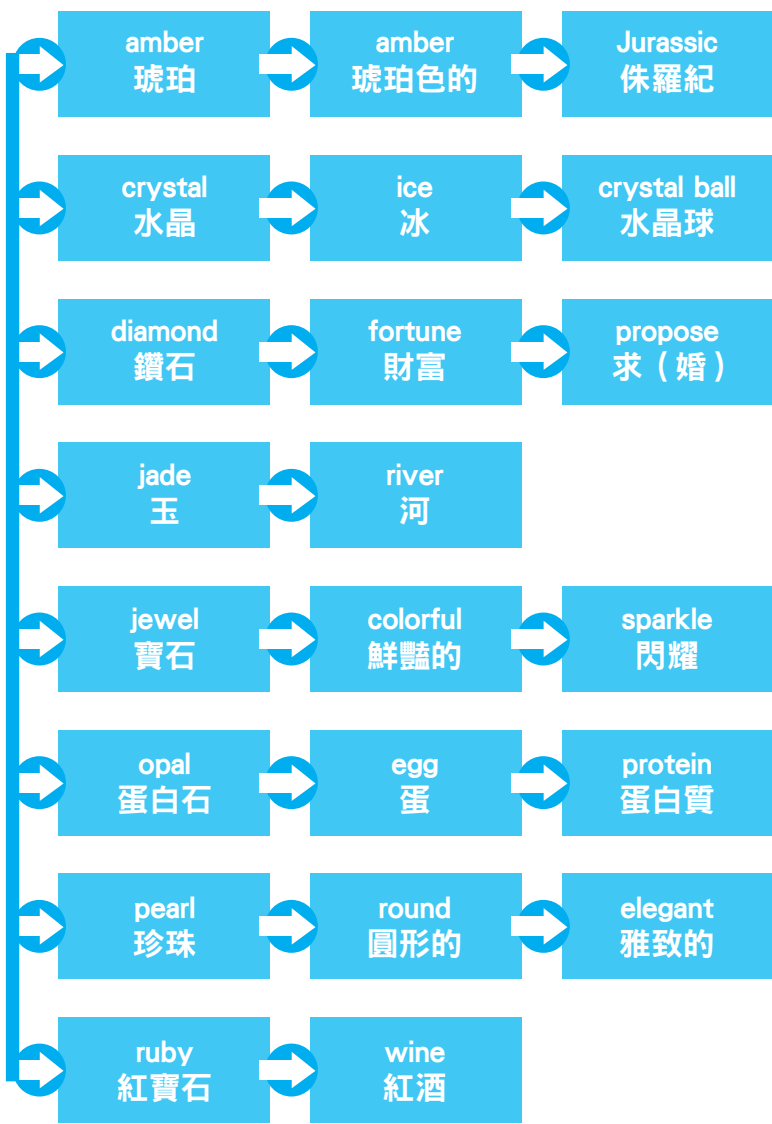 amber
琥珀
amber
琥珀色的
Jurassic
侏羅紀
crystal
水晶
ice
冰
crystal ball
水晶球
diamond
鑽石
fortune
財富
propose
求（婚）
jade
玉
river
河
jewel
寶石
colorful
鮮豔的
sparkle
閃耀
opal
蛋白石
egg
蛋
protein
蛋白質
pearl
珍珠
round
圓形的
elegant
雅致的
ruby
紅寶石
wine
紅酒